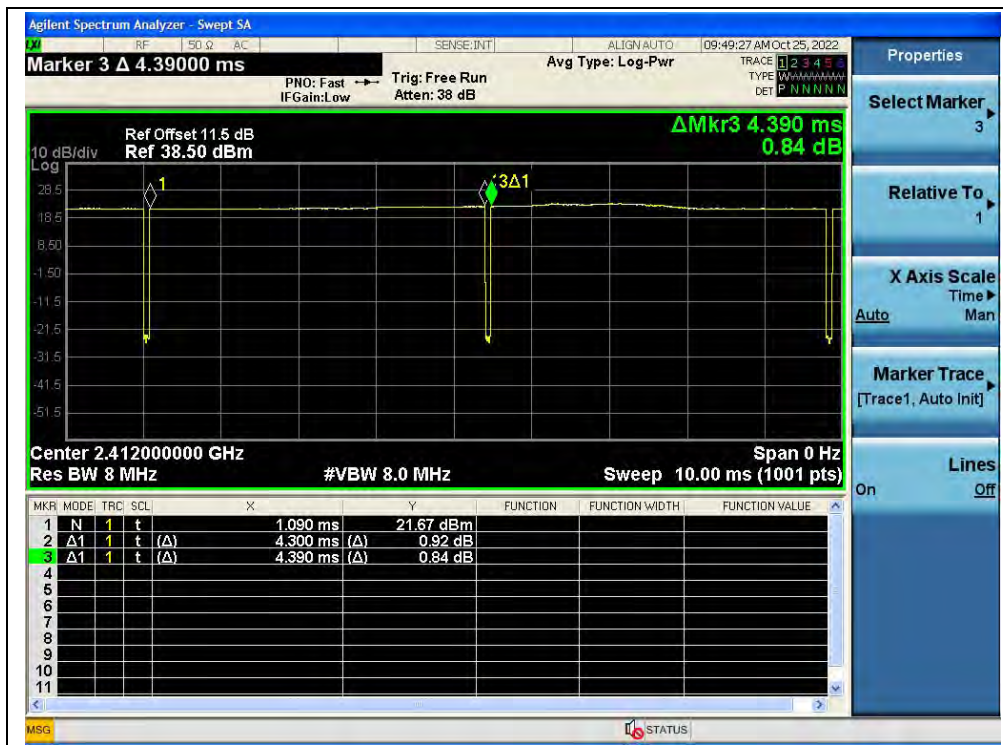 Agilent Spectrum Analyzer - Swept SA
LXI RF 50 Ω AC SENSE:INT ALIGN AUTO 09:49:27 AM Oct 25, 2022
Marker 3 Δ 4.39000 ms
PNO: Fast
IFGain:Low
Trig: Free Run
Atten: 38 dB
Avg Type: Log-Pwr
TRACE 1 2 3 4 5 6
TYPE
DET P N N N N N
ΔMkr3 4.390 ms
0.84 dB
Ref Offset 11.5 dB
10 dB/div Ref 38.50 dBm
Log
28.5
18.5
8.50
-1.50
-11.5
-21.5
-31.5
-41.5
-51.5
1
3Δ1
Center 2.412000000 GHz Span 0 Hz
Res BW 8 MHz #VBW 8.0 MHz Sweep 10.00 ms (1001 pts)
MKR MODE TRC SCL X Y FUNCTION FUNCTION WIDTH FUNCTION VALUE
1 N 1 t 1.090 ms 21.67 dBm
2 Δ1 1 t (Δ) 4.300 ms (Δ) 0.92 dB
3 Δ1 1 t (Δ) 4.390 ms (Δ) 0.84 dB
4
5
6
7
8
9
10
11
MSG STATUS
Properties
Select Marker
3
Relative To
1
X Axis Scale
Time
Auto Man
Marker Trace
[Trace1, Auto Init]
Lines
On Off